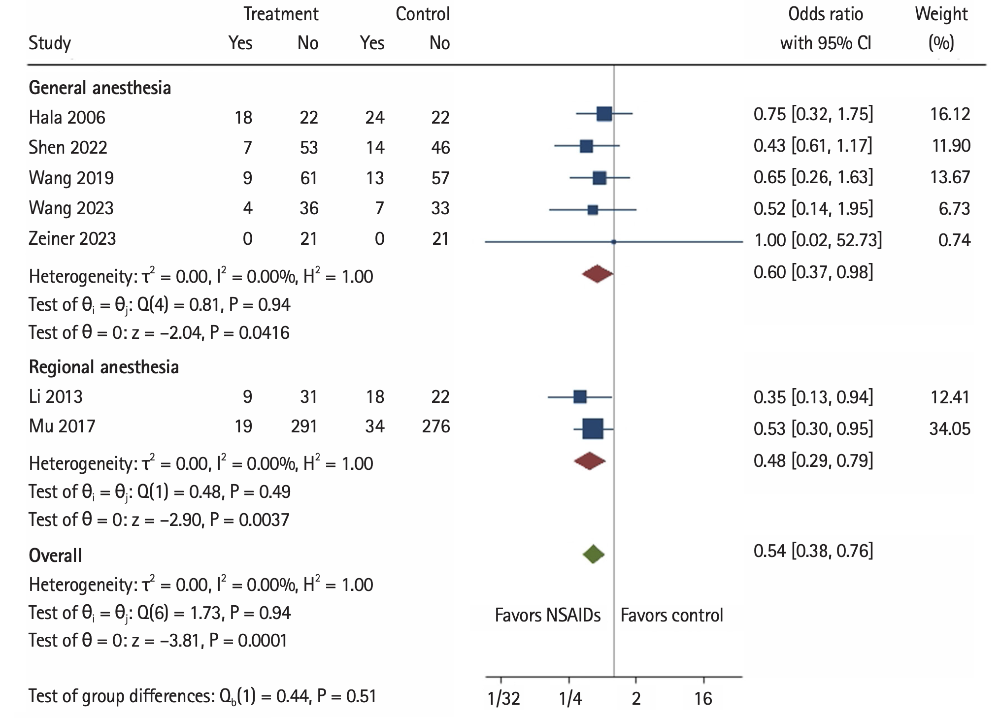 Treatment Control Odds ratio Weight
Study Yes No Yes No with 95% CI (%)
General anesthesia
Hala 2006 18 22 24 22 0.75 [0.32, 1.75] 16.12
Shen 2022 7 53 14 46 0.43 [0.61, 1.17] 11.90
Wang 2019 9 61 13 57 0.65 [0.26, 1.63] 13.67
Wang 2023 4 36 7 33 0.52 [0.14, 1.95] 6.73
Zeiner 2023 0 21 0 21 1.00 [0.02, 52.73] 0.74
Heterogeneity: τ² = 0.00, I² = 0.00%, H² = 1.00 0.60 [0.37, 0.98]
Test of θᵢ = θⱼ: Q(4) = 0.81, P = 0.94
Test of θ = 0: z = −2.04, P = 0.0416
Regional anesthesia
Li 2013 9 31 18 22 0.35 [0.13, 0.94] 12.41
Mu 2017 19 291 34 276 0.53 [0.30, 0.95] 34.05
Heterogeneity: τ² = 0.00, I² = 0.00%, H² = 1.00 0.48 [0.29, 0.79]
Test of θᵢ = θⱼ: Q(1) = 0.48, P = 0.49
Test of θ = 0: z = −2.90, P = 0.0037
Overall 0.54 [0.38, 0.76]
Heterogeneity: τ² = 0.00, I² = 0.00%, H² = 1.00
Test of θᵢ = θⱼ: Q(6) = 1.73, P = 0.94 Favors NSAIDs Favors control
Test of θ = 0: z = −3.81, P = 0.0001
Test of group differences: Q_b(1) = 0.44, P = 0.51 1/32 1/4 2 16